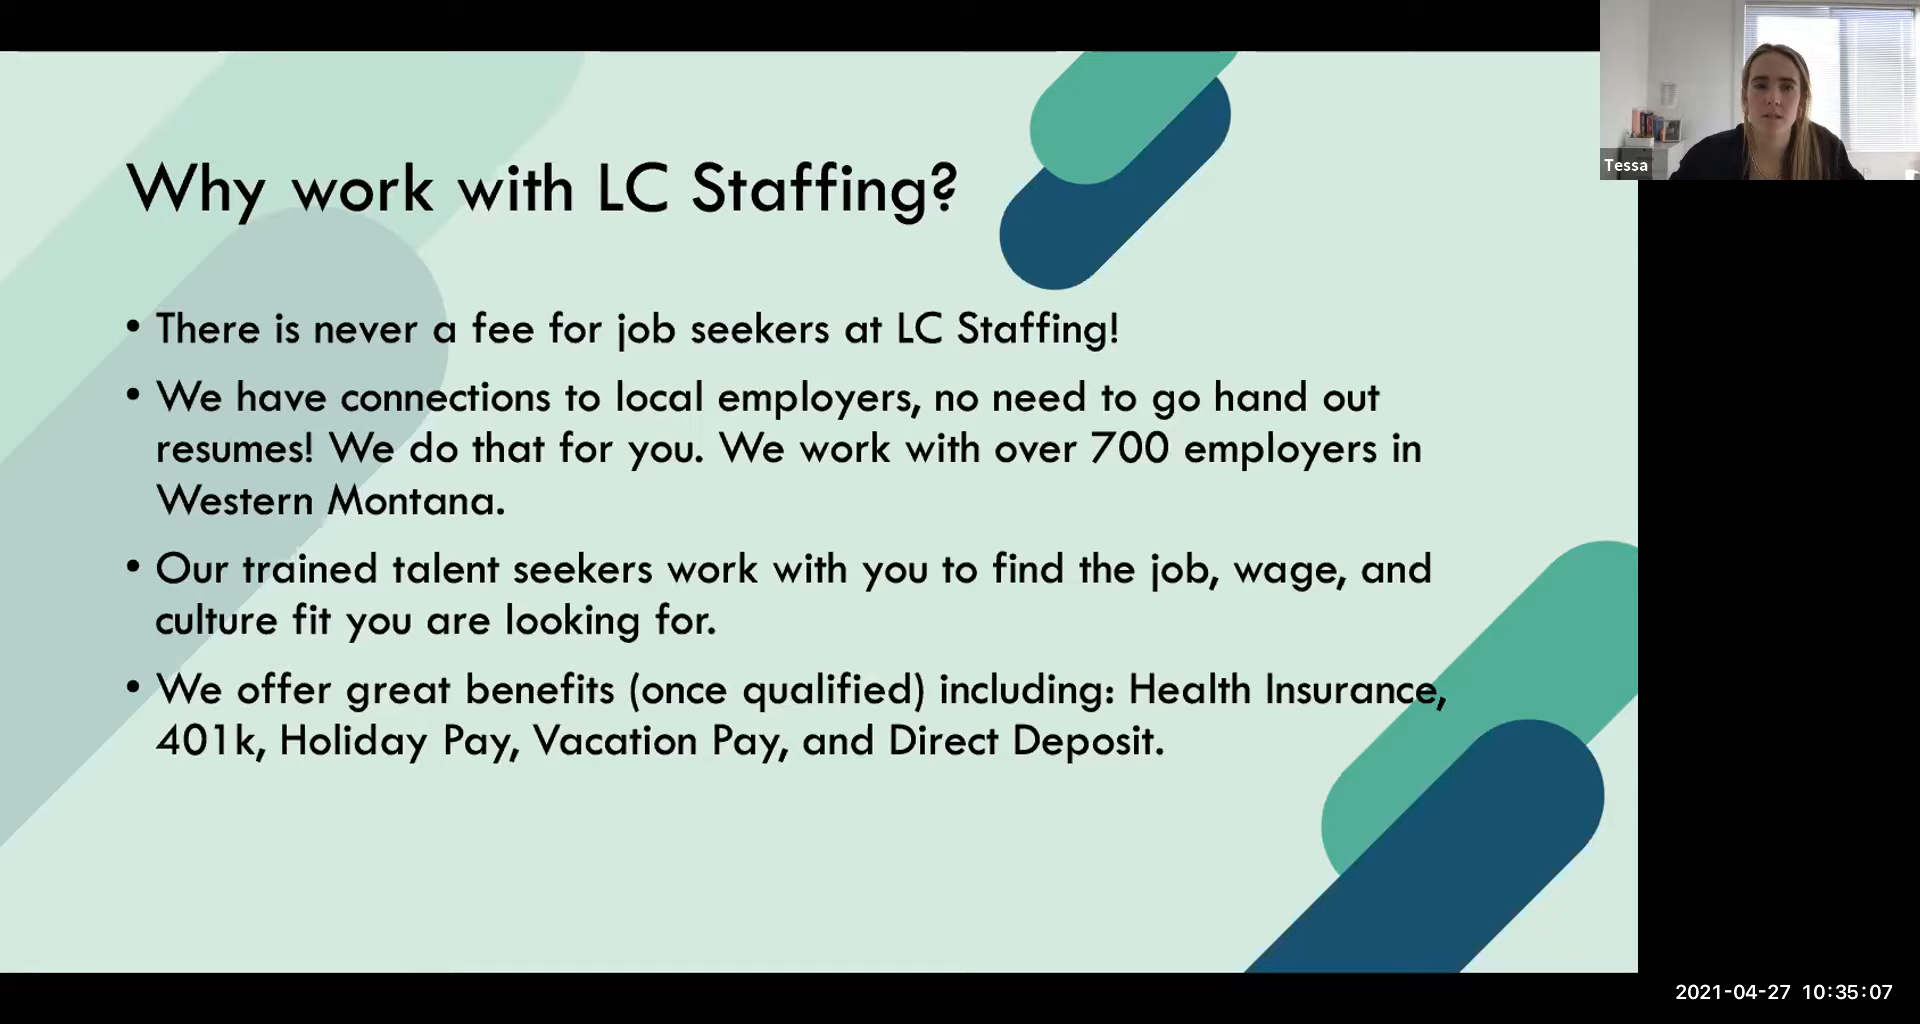 Why work with LC Staffing?
• There is never a fee for job seekers at LC Staffing!
• We have connections to local employers, no need to go hand out
resumes! We do that for you. We work with over 700 employers in
Western Montana.
• Our trained talent seekers work with you to find the job, wage, and
culture fit you are looking for.
• We offer great benefits (once qualified) including: Health Insurance,
401k, Holiday Pay, Vacation Pay, and Direct Deposit.
Tessa
2021-04-27 10:35:07